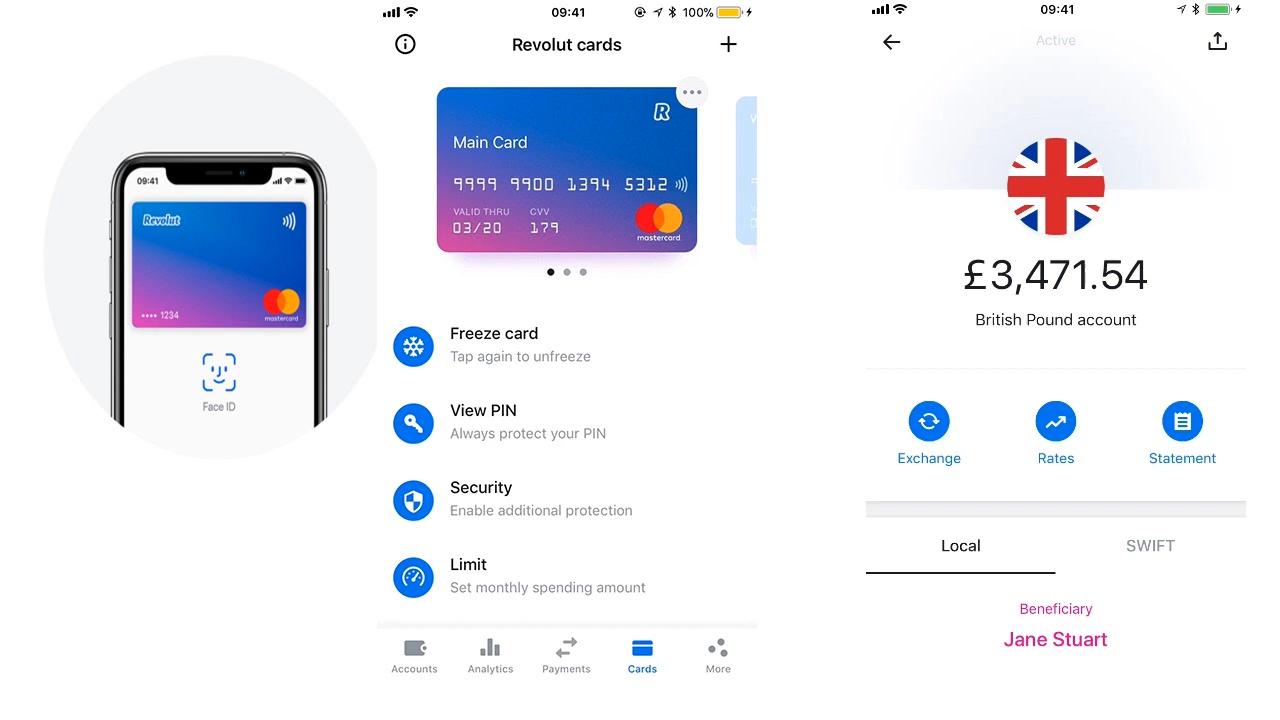 09:41
Revolut
•••• 1234
mastercard
Face ID
09:41
100%
Revolut cards
Main Card
9999 9900 1394 5312
VALID THRU CVV
03/20 179
mastercard
Freeze card
Tap again to unfreeze
View PIN
Always protect your PIN
Security
Enable additional protection
Limit
Set monthly spending amount
Accounts Analytics Payments Cards More
09:41
Active
£3,471.54
British Pound account
Exchange Rates Statement
Local SWIFT
Beneficiary
Jane Stuart